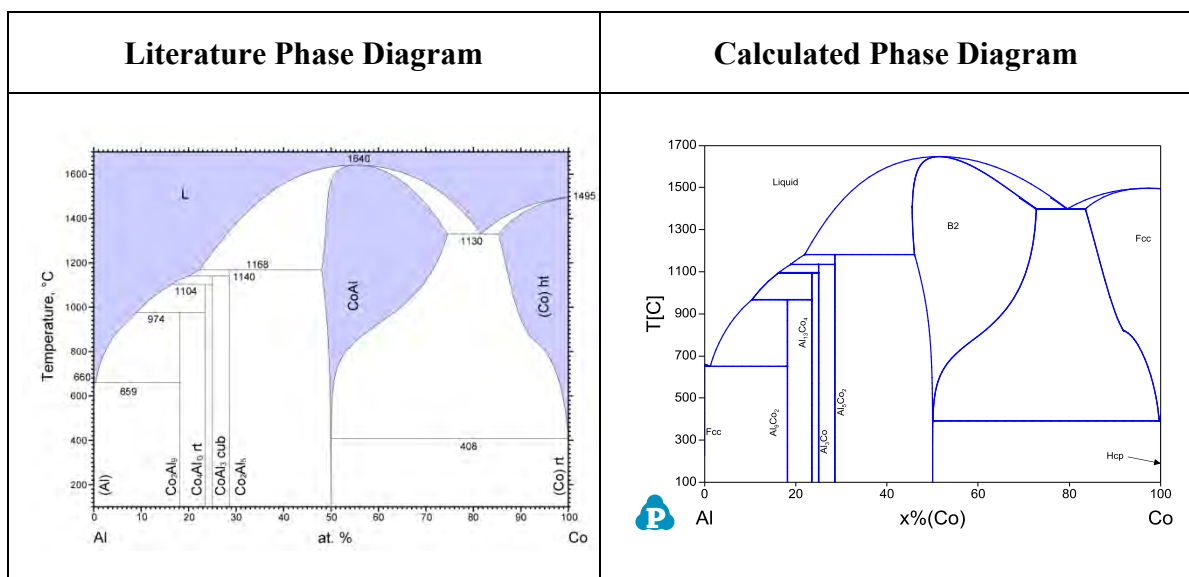 Literature Phase Diagram
Calculated Phase Diagram
1640
1600
L
1495
1400
1130
1200
1168
1140
1104
1000
974
CoAl
(Co) ht
Temperature, °C
800
660
659
600
400
408
200
(Al)
Co₂Al₉
Co₄Al₁₃ rt
CoAl₃ cub
Co₂Al₅
(Co) rt
0 10 20 30 40 50 60 70 80 90 100
Al at. % Co
1700
Liquid
1500
B2
Fcc
1300
1100
T[C]
900
Al₁₃Co₄
700
500
Al₉Co₂
Al₃Co
Al₅Co₂
300
Fcc
Hcp
100
0 20 40 60 80 100
P
Al x%(Co) Co